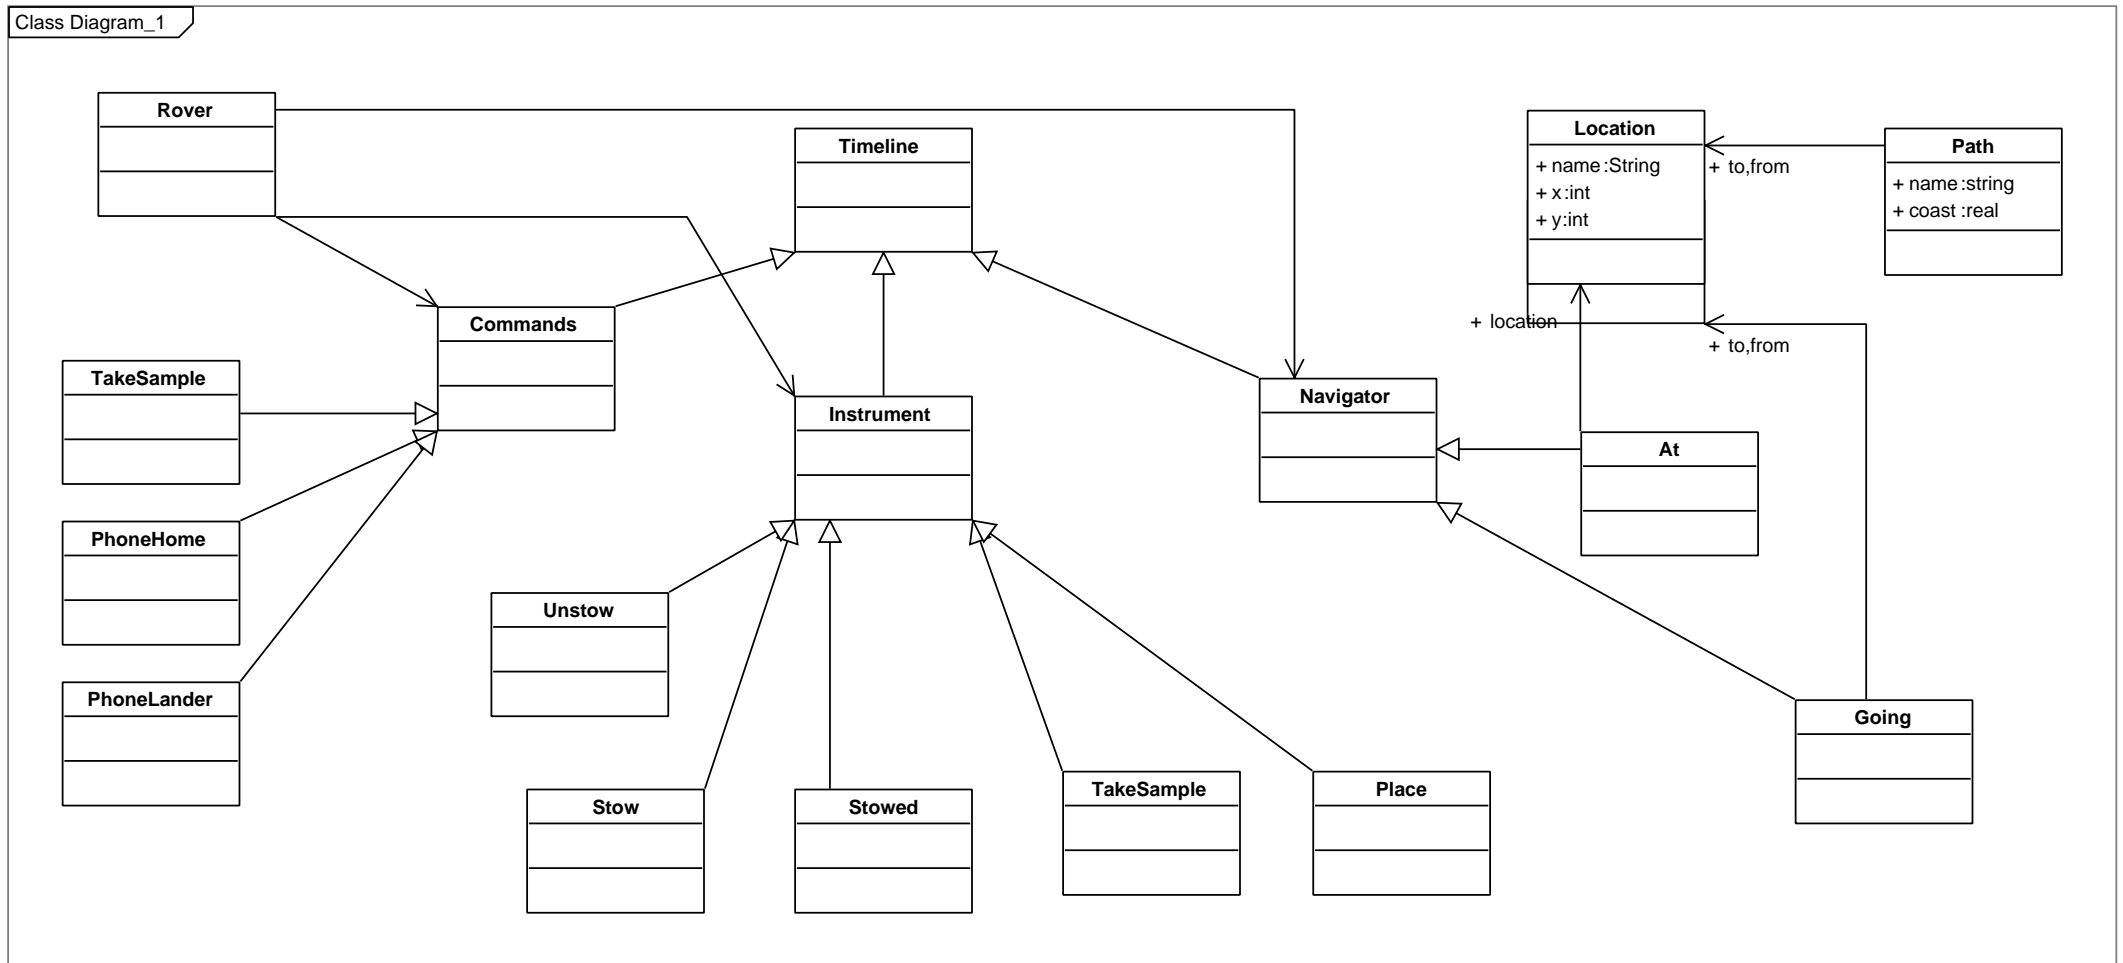 Class Diagram_1
Rover
Timeline
Location
+ name :String
+ x :int
+ y :int
Path
+ name :string
+ coast :real
+ to,from
Commands
+ location
+ to,from
TakeSample
Instrument
Navigator
At
PhoneHome
Unstow
PhoneLander
Going
Stow
Stowed
TakeSample
Place